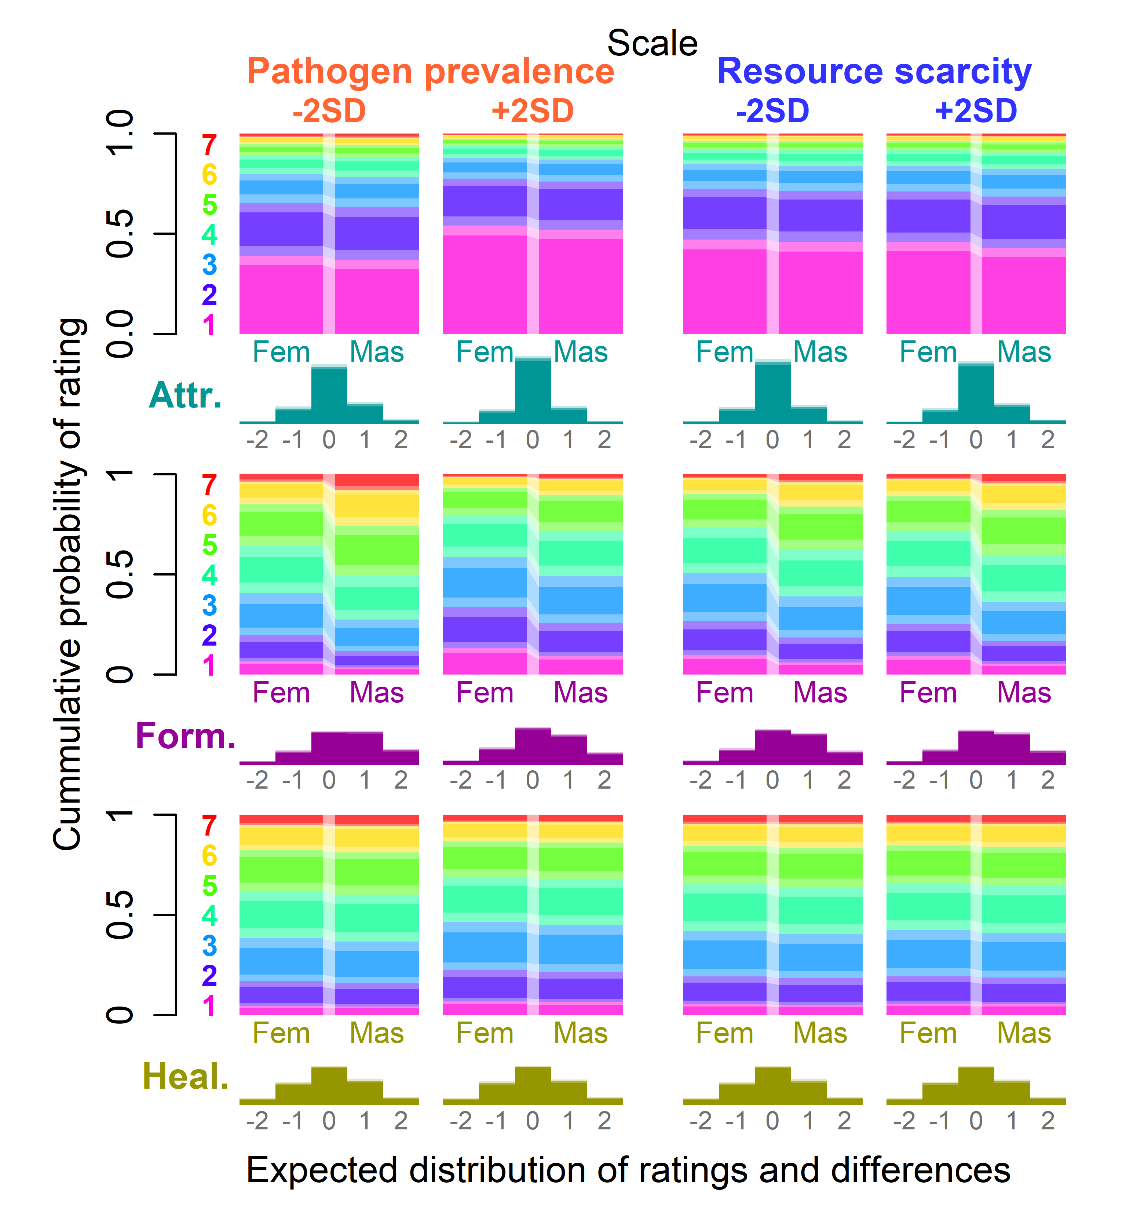 Scale
Pathogen prevalence Resource scarcity
-2SD +2SD -2SD +2SD
Cummulative probability of rating
1.0
0.5
0.0
7
6
5
4
3
2
1
Fem Mas Fem Mas Fem Mas Fem Mas
Attr.
-2 -1 0 1 2 -2 -1 0 1 2 -2 -1 0 1 2 -2 -1 0 1 2
1
0.5
0
7
6
5
4
3
2
1
Fem Mas Fem Mas Fem Mas Fem Mas
Form.
-2 -1 0 1 2 -2 -1 0 1 2 -2 -1 0 1 2 -2 -1 0 1 2
1
0.5
0
7
6
5
4
3
2
1
Fem Mas Fem Mas Fem Mas Fem Mas
Heal.
-2 -1 0 1 2 -2 -1 0 1 2 -2 -1 0 1 2 -2 -1 0 1 2
Expected distribution of ratings and differences